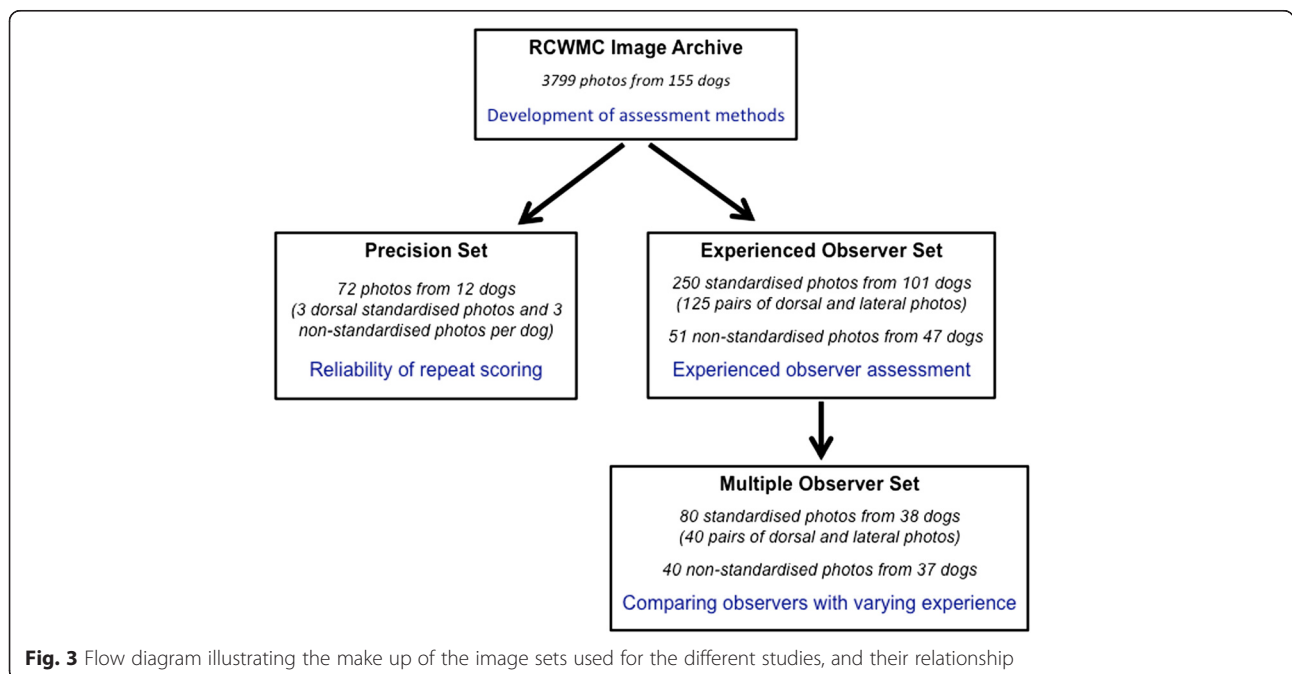 RCWMC Image Archive
3799 photos from 155 dogs
Development of assessment methods
Precision Set
72 photos from 12 dogs
(3 dorsal standardised photos and 3
non-standardised photos per dog)
Reliability of repeat scoring
Experienced Observer Set
250 standardised photos from 101 dogs
(125 pairs of dorsal and lateral photos)
51 non-standardised photos from 47 dogs
Experienced observer assessment
Multiple Observer Set
80 standardised photos from 38 dogs
(40 pairs of dorsal and lateral photos)
40 non-standardised photos from 37 dogs
Comparing observers with varying experience
Fig. 3 Flow diagram illustrating the make up of the image sets used for the different studies, and their relationship